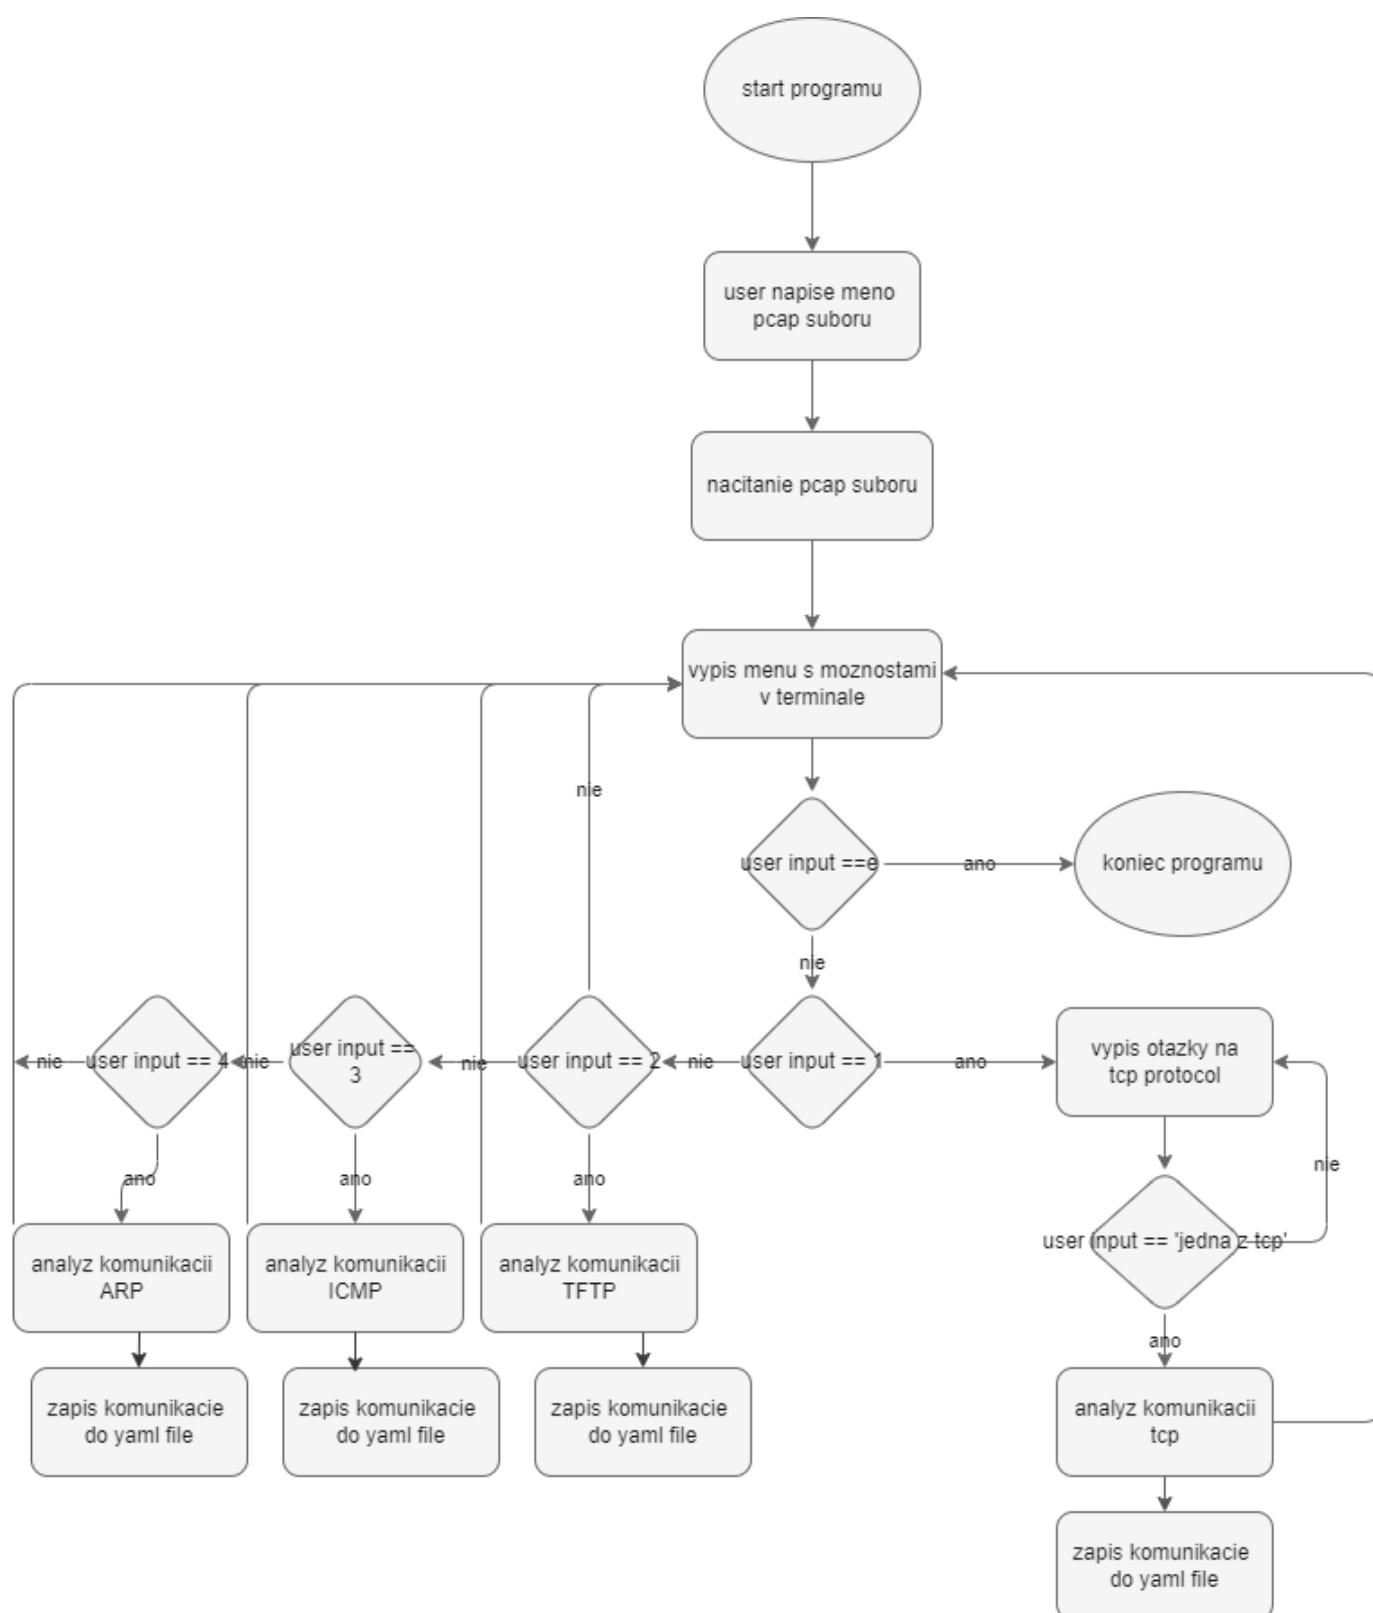 start programu
user napise meno
pcap suboru
nacitanie pcap suboru
vypis menu s moznostami
v terminale
nie
user input ==e
ano
koniec programu
nie
nie
user input == 4
nie
user input ==
3
nie
user input == 2
nie
user input == 1
ano
vypis otazky na
tcp protocol
nie
ano
ano
ano
user input == 'jedna z tcp'
analyz komunikacii
ARP
analyz komunikacii
ICMP
analyz komunikacii
TFTP
ano
zapis komunikacie
do yaml file
zapis komunikacie
do yaml file
zapis komunikacie
do yaml file
analyz komunikacii
tcp
zapis komunikacie
do yaml file